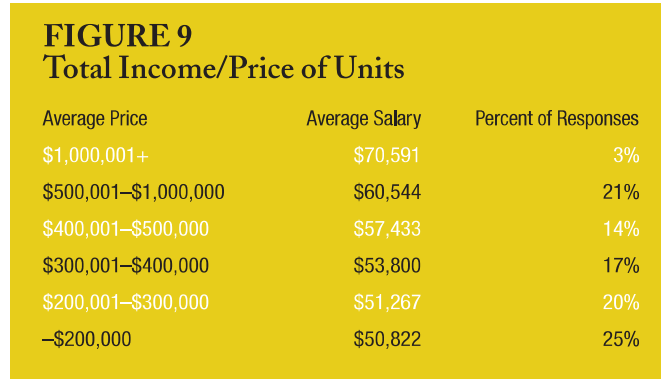 FIGURE 9
Total Income/Price of Units
Average Price Average Salary Percent of Responses
$1,000,001+ $70,591 3%
$500,001–$1,000,000 $60,544 21%
$400,001–$500,000 $57,433 14%
$300,001–$400,000 $53,800 17%
$200,001–$300,000 $51,267 20%
–$200,000 $50,822 25%